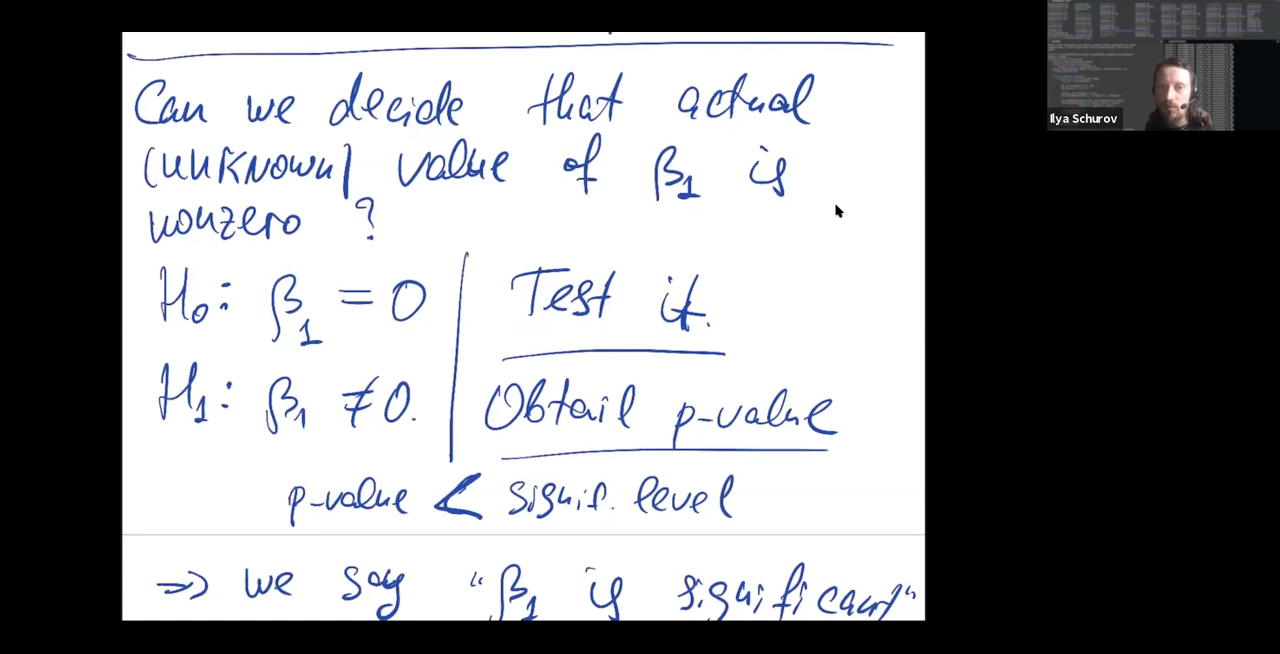 Can we decide that actual
(unknown) value of β₁ is
nonzero ?
H₀: β₁ = 0
H₁: β₁ ≠ 0.
Test it.
Obtail p-value
p-value < signif. level
⇒ we say "β₁ is significant"
Ilya Schurov